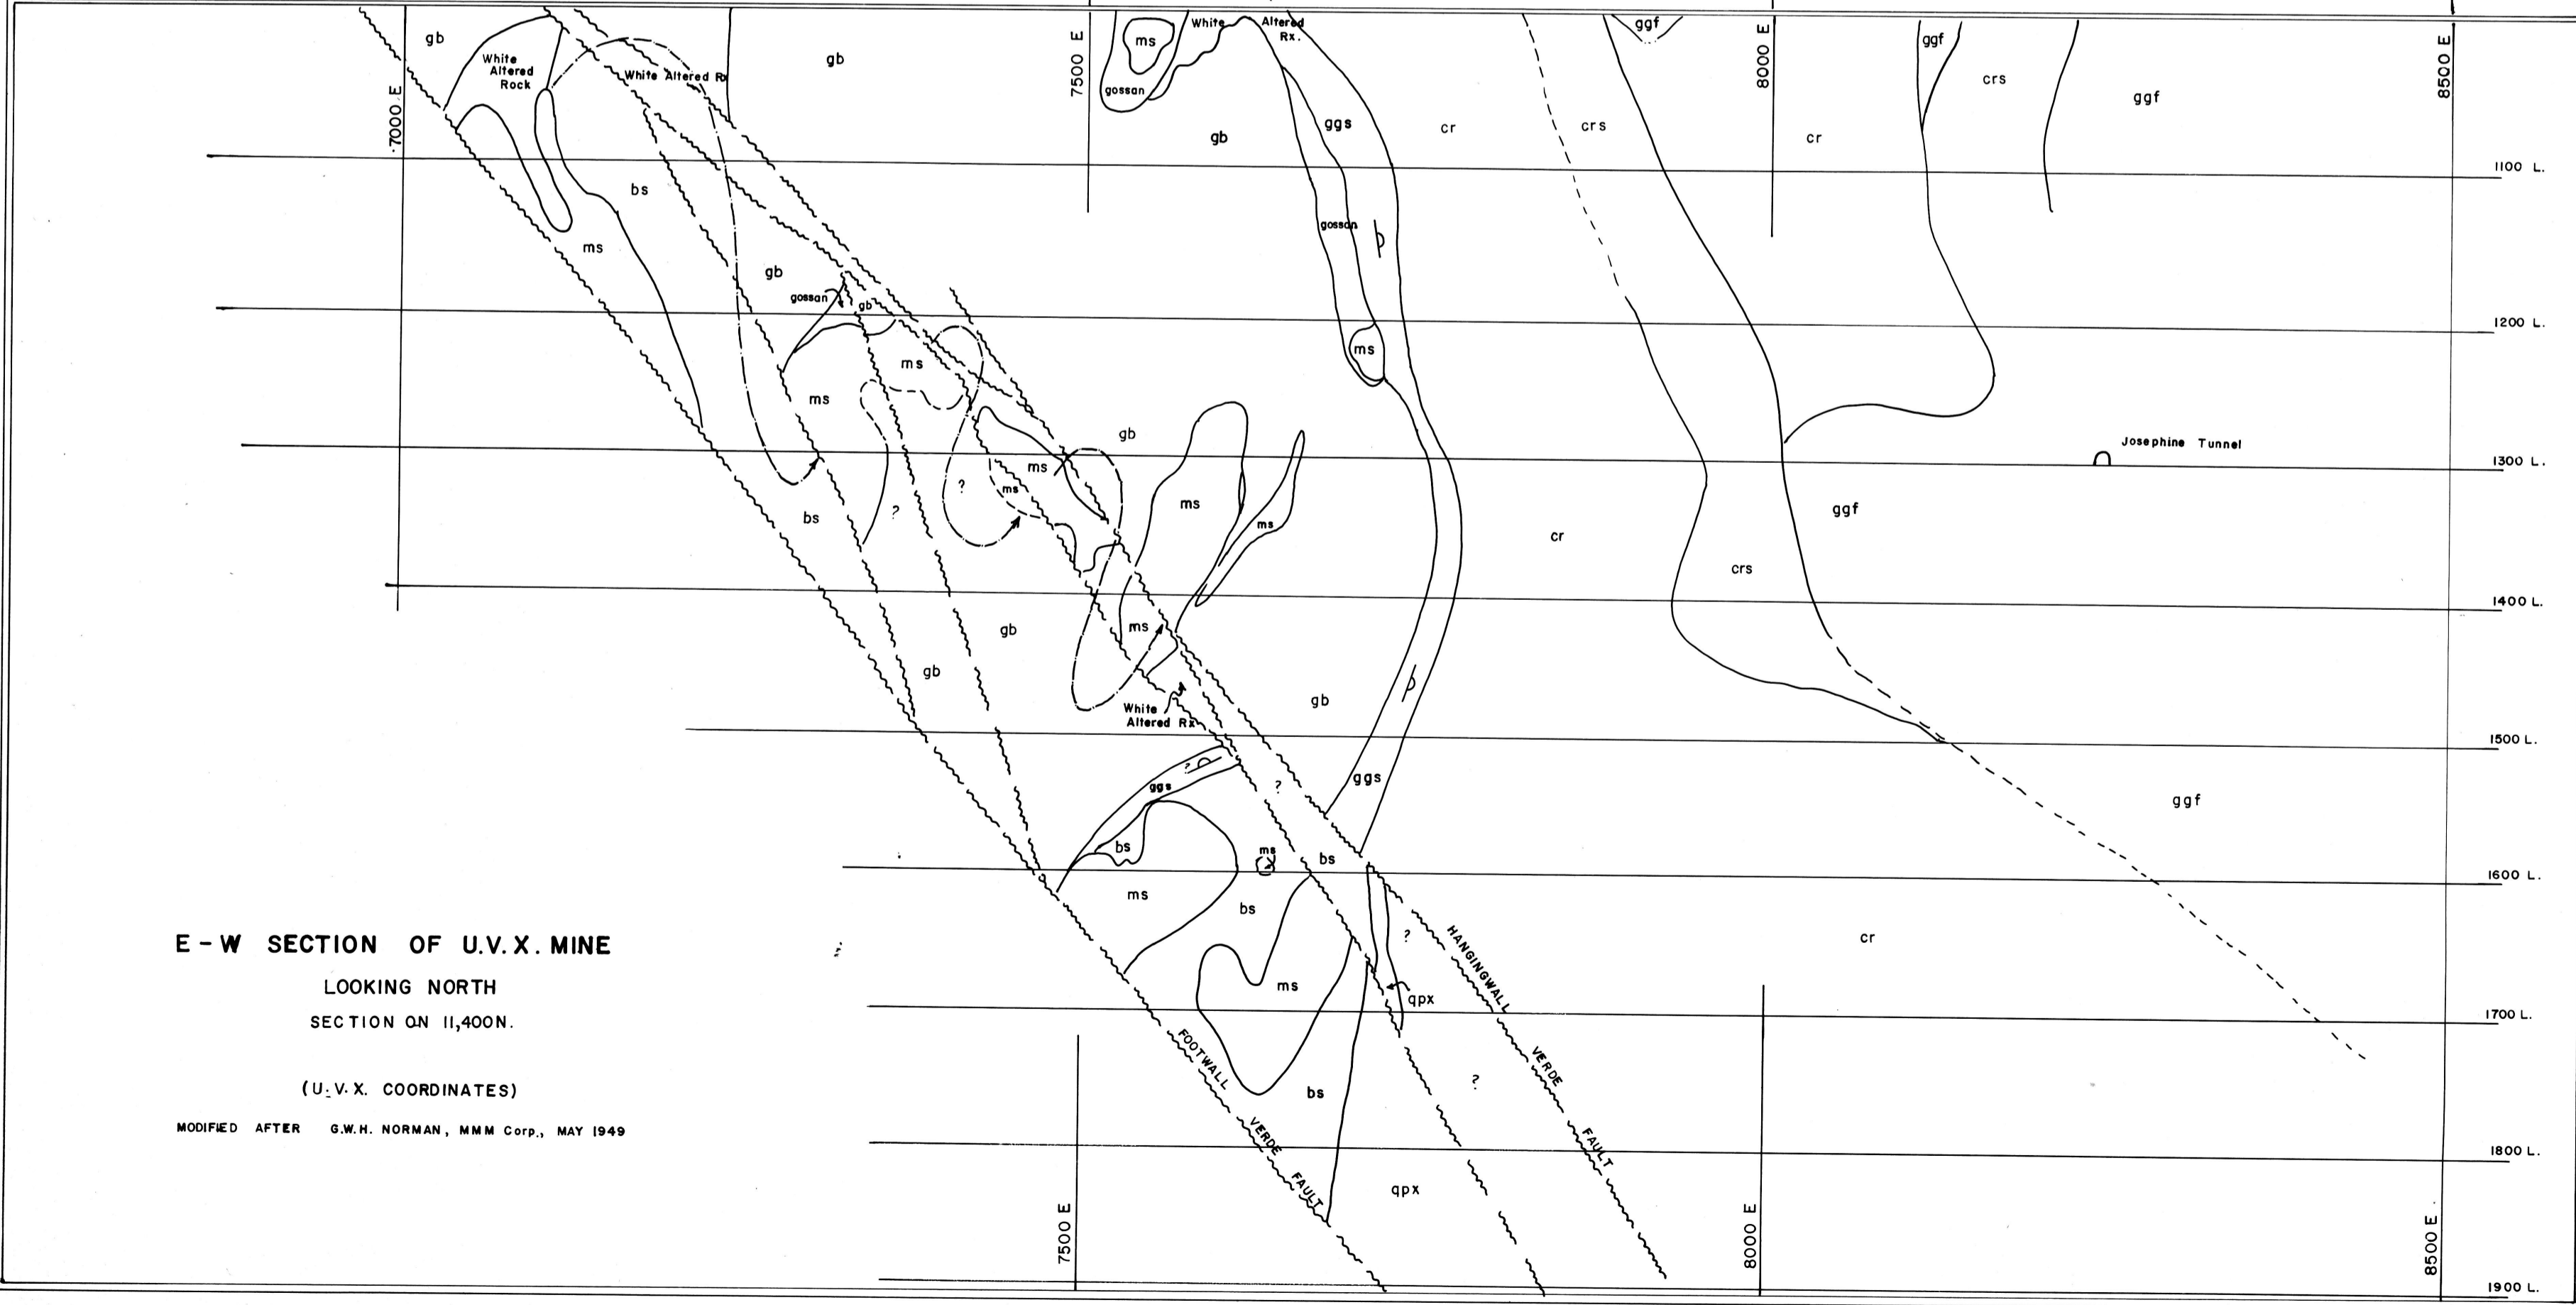 gb
White
Altered
Rock
White Altered R
gb
ms
gossan
White Altered
Rx.
ggf
ggf
crs
ggf
7000 E
7500 E
8000 E
8500 E
gb
ggs
cr
crs
cr
1100 L.
bs
ms
gossan
gb
gossan
gb
1200 L.
ms
ms
ms
gb
Josephine Tunnel
1300 L.
ms
ms
?
ms
ms
bs
?
ggf
cr
crs
1400 L.
gb
ms
gb
gb
White
Altered Rx
1500 L.
?
ggs
?
ggs
ggf
bs
ms
bs
1600 L.
ms
bs
?
cr
ms
qpx
1700 L.
HANGINGWALL VERDE FAULT
FOOTWALL VERDE FAULT
?
bs
1800 L.
qpx
7500 E
8000 E
8500 E
1900 L.
E-W SECTION OF U.V.X. MINE
LOOKING NORTH
SECTION ON 11,400N.
(U.V.X. COORDINATES)
MODIFIED AFTER G.W.H. NORMAN, MMM Corp., MAY 1949